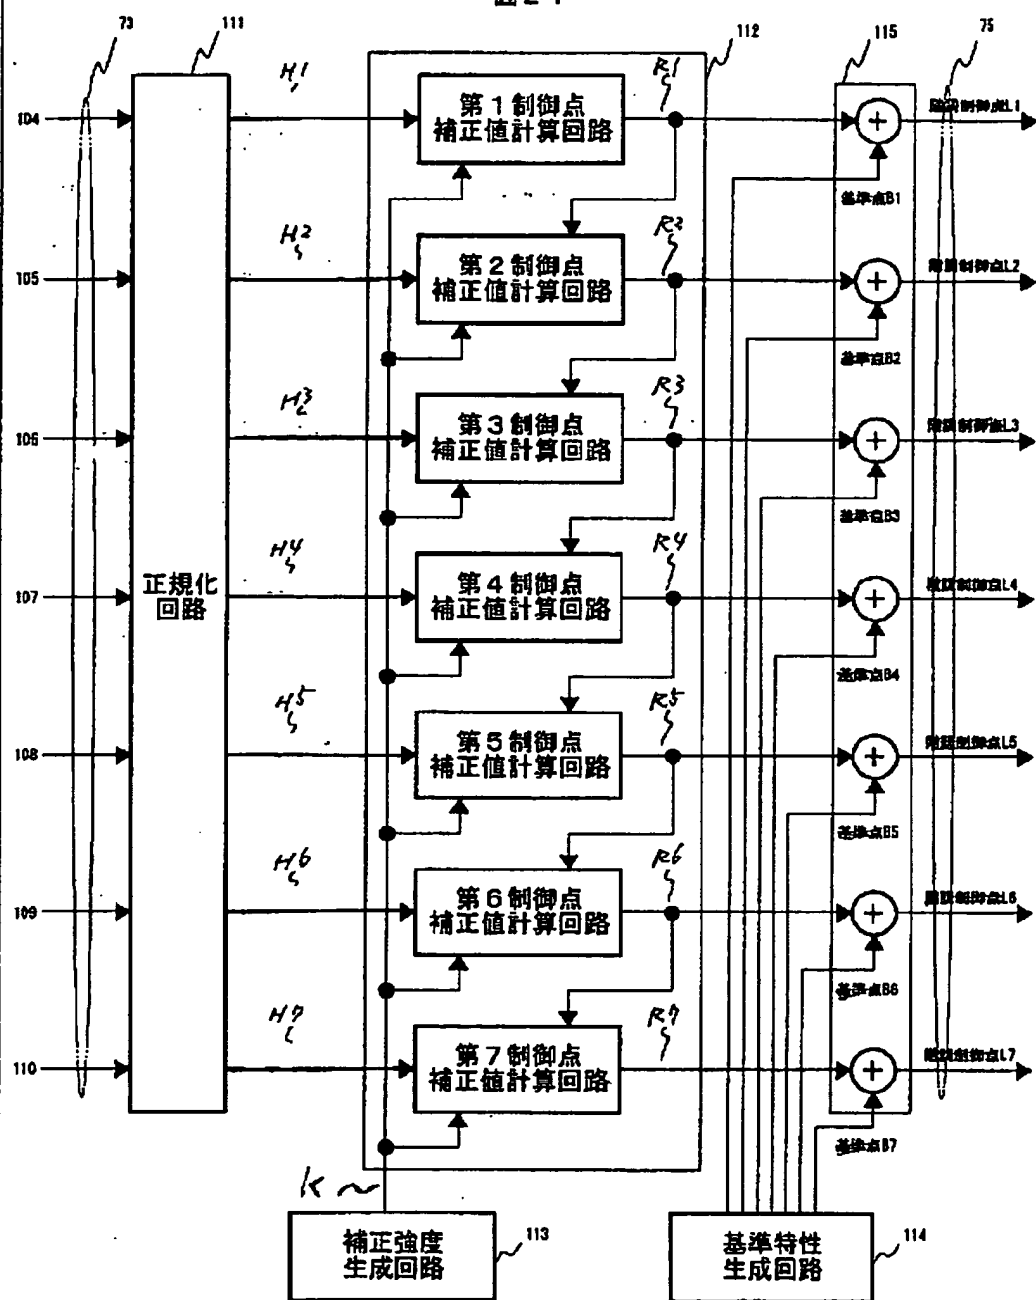 73
111
112
115
75
H1
R1
104
第1制御点
補正値計算回路
階調制御点L1
基準点B1
H2
R2
105
第2制御点
補正値計算回路
階調制御点L2
基準点B2
H3
R3
106
第3制御点
補正値計算回路
階調制御点L3
基準点B3
H4
R4
107
正規化
回路
第4制御点
補正値計算回路
階調制御点L4
基準点B4
H5
R5
108
第5制御点
補正値計算回路
階調制御点L5
基準点B5
H6
R6
109
第6制御点
補正値計算回路
階調制御点L6
基準点B6
H7
R7
110
第7制御点
補正値計算回路
階調制御点L7
基準点B7
K
補正強度
生成回路
113
基準特性
生成回路
114